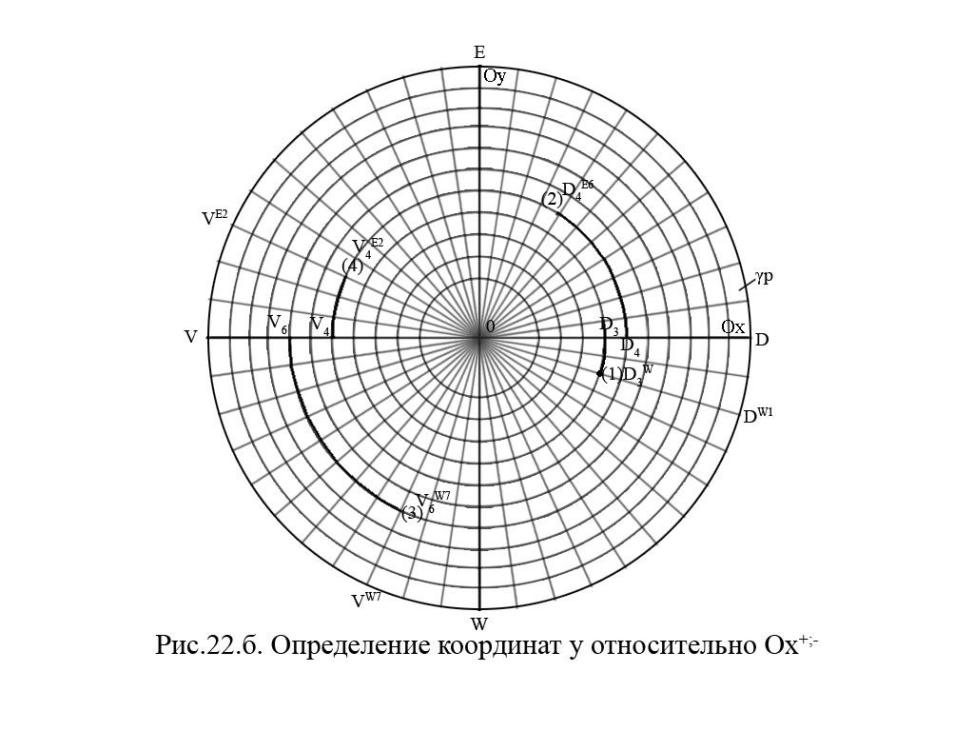 E
Oy
(2)D₄ᴱ⁶
Vᴱ²
V₄ᴱ²
(4)
γp
V₆
V₄
0
D₃
Ox
V
D
D₄
(1)D₃ᵂ
Dᵂ¹
V₆ᵂ⁷
(3)
Vᵂ⁷
W
Рис.22.б. Определение координат y относительно Ox⁺˙̓⁻